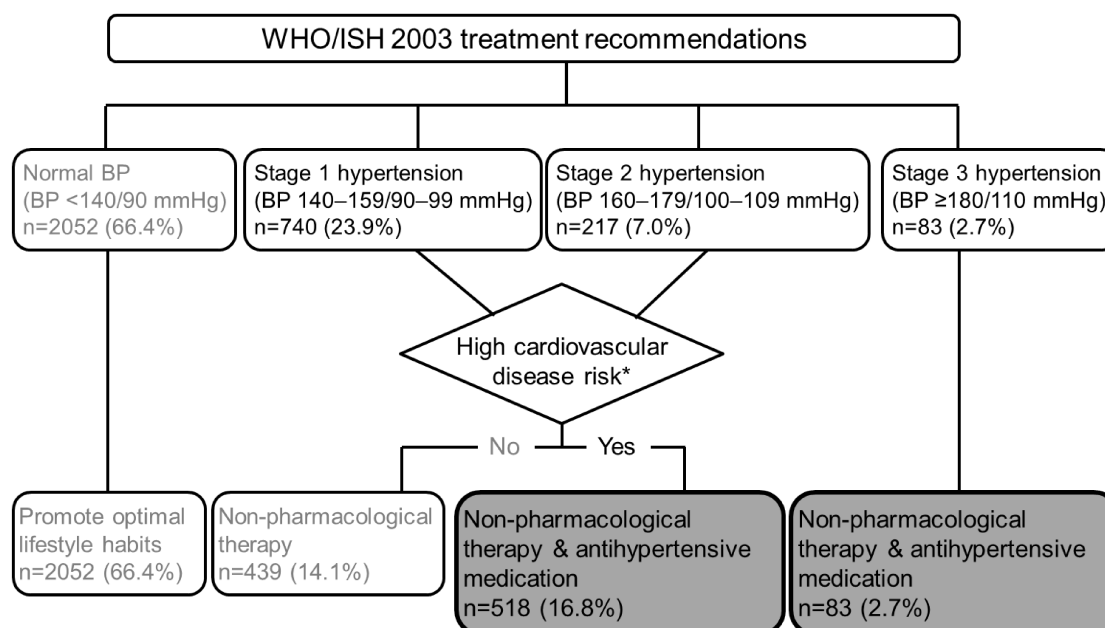 WHO/ISH 2003 treatment recommendations
Normal BP
(BP <140/90 mmHg)
n=2052 (66.4%)
Stage 1 hypertension
(BP 140–159/90–99 mmHg)
n=740 (23.9%)
Stage 2 hypertension
(BP 160–179/100–109 mmHg)
n=217 (7.0%)
Stage 3 hypertension
(BP ≥180/110 mmHg)
n=83 (2.7%)
High cardiovascular
disease risk*
No
Yes
Promote optimal
lifestyle habits
n=2052 (66.4%)
Non-pharmacological
therapy
n=439 (14.1%)
Non-pharmacological
therapy & antihypertensive
medication
n=518 (16.8%)
Non-pharmacological
therapy & antihypertensive
medication
n=83 (2.7%)